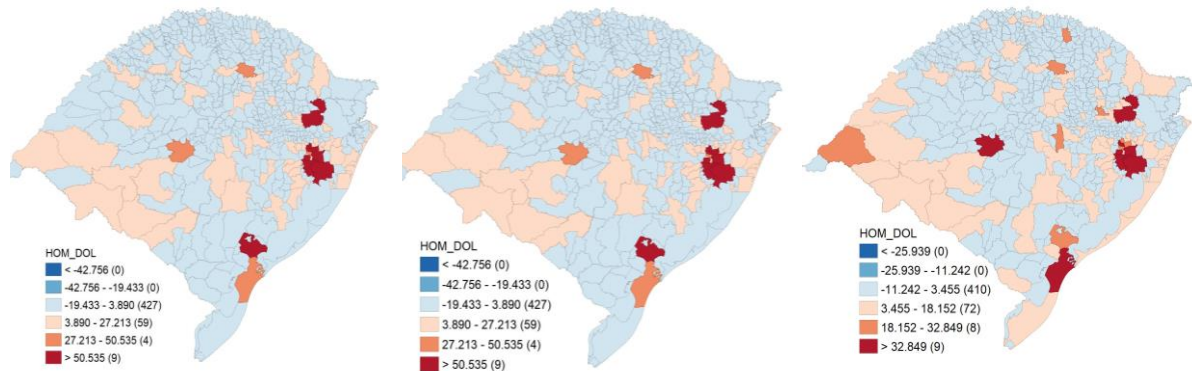 HOM_DOL
< -42.756 (0)
-42.756 - -19.433 (0)
-19.433 - 3.890 (427)
3.890 - 27.213 (59)
27.213 - 50.535 (4)
> 50.535 (9)
HOM_DOL
< -42.756 (0)
-42.756 - -19.433 (0)
-19.433 - 3.890 (427)
3.890 - 27.213 (59)
27.213 - 50.535 (4)
> 50.535 (9)
HOM_DOL
< -25.939 (0)
-25.939 - -11.242 (0)
-11.242 - 3.455 (410)
3.455 - 18.152 (72)
18.152 - 32.849 (8)
> 32.849 (9)